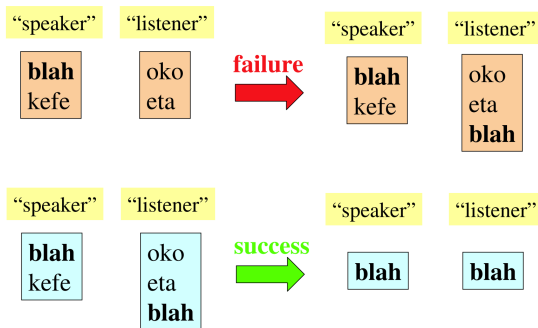 “speaker” “listener” “speaker” “listener”
blah
kefe
oko
eta
failure
blah
kefe
oko
eta
blah
“speaker” “listener” “speaker” “listener”
blah
kefe
oko
eta
blah
success
blah
blah